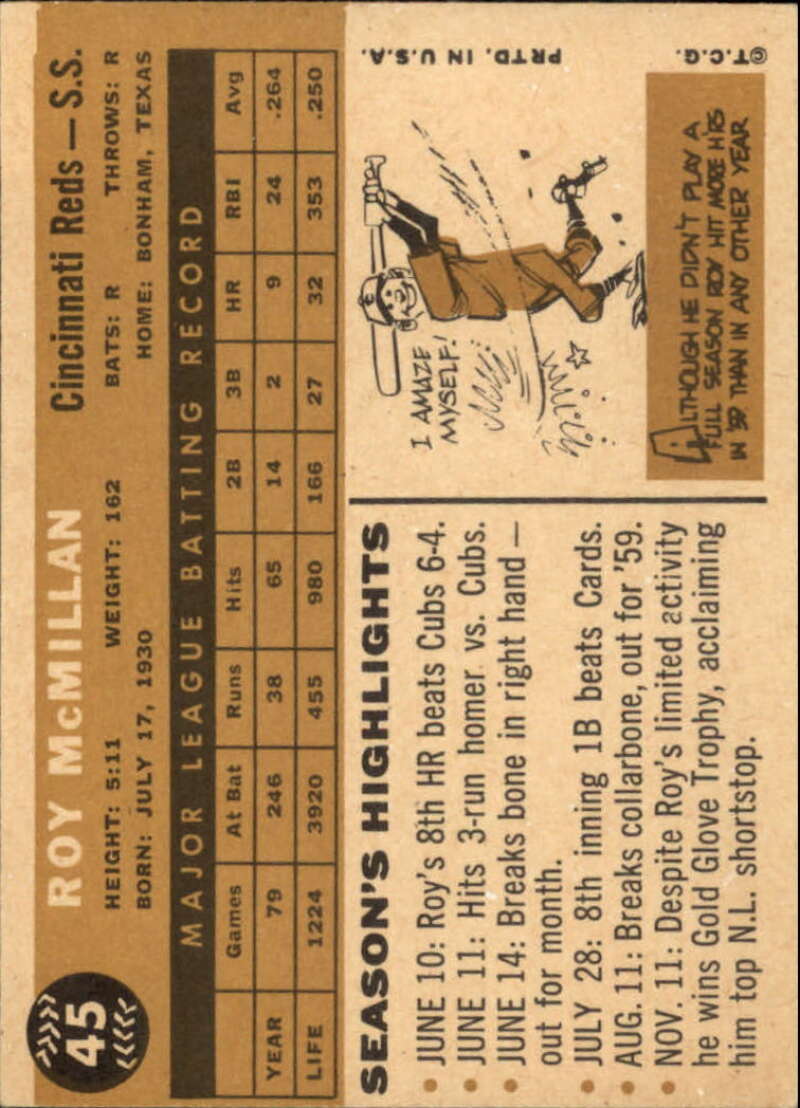 45
ROY McMILLAN
Cincinnati Reds — S.S.
HEIGHT: 5:11 WEIGHT: 162 BATS: R THROWS: R
BORN: JULY 17, 1930 HOME: BONHAM, TEXAS
MAJOR LEAGUE BATTING RECORD
Games At Bat Runs Hits 2B 3B HR RBI Avg
YEAR 79 246 38 65 14 2 9 24 .264
LIFE 1224 3920 455 980 166 27 32 353 .250
SEASON'S HIGHLIGHTS
• JUNE 10: Roy's 8th HR beats Cubs 6-4.
• JUNE 11: Hits 3-run homer vs. Cubs.
• JUNE 14: Breaks bone in right hand —
out for month.
• JULY 28: 8th inning 1B beats Cards.
• AUG. 11: Breaks collarbone, out for '59.
• NOV. 11: Despite Roy's limited activity
he wins Gold Glove Trophy, acclaiming
him top N.L. shortstop.
I AMAZE
MYSELF!
ALTHOUGH HE DIDN'T PLAY A
FULL SEASON ROY HIT MORE HRS
IN '59 THAN IN ANY OTHER YEAR
©T.C.G. PRTD. IN U.S.A.